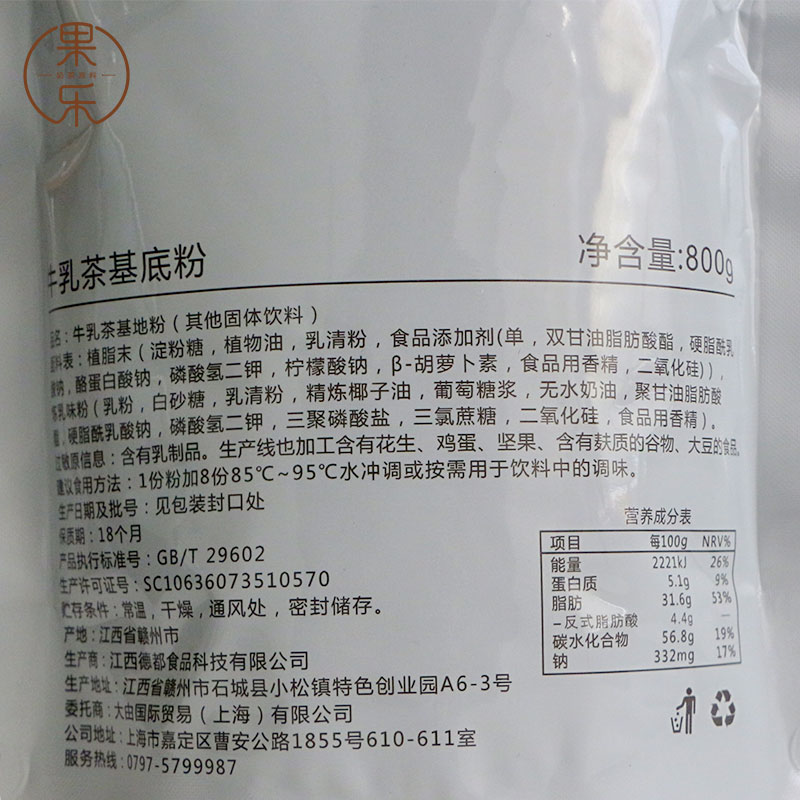 果
乐
乳茶基底粉
净含量:800g
名：牛乳茶基地粉（其他固体饮料）
料表：植脂末（淀粉糖，植物油，乳清粉，食品添加剂(单，双甘油脂肪酸酯，硬脂酰乳
酸钠，酪蛋白酸钠，磷酸氢二钾，柠檬酸钠，β-胡萝卜素，食品用香精，二氧化硅)），
炼乳味粉（乳粉，白砂糖，乳清粉，精炼椰子油，葡萄糖浆，无水奶油，聚甘油脂肪酸
酯，硬脂酰乳酸钠，磷酸氢二钾，三聚磷酸盐，三氯蔗糖，二氧化硅，食品用香精）。
过敏原信息：含有乳制品。生产线也加工含有花生、鸡蛋、坚果、含有麸质的谷物、大豆的食品。
建议食用方法：1份粉加8份85℃~95℃水冲调或按需用于饮料中的调味。
生产日期及批号：见包装封口处
保质期：18个月
产品执行标准号：GB/T 29602
生产许可证号：SC10636073510570
贮存条件：常温，干燥，通风处，密封储存。
产地：江西省赣州市
生产商：江西德都食品科技有限公司
生产地址：江西省赣州市石城县小松镇特色创业园A6-3号
委托商：大由国际贸易（上海）有限公司
公司地址：上海市嘉定区曹安公路1855号610-611室
服务热线：0797-5799987
营养成分表
项目 每100g NRV%
能量 2221kJ 26%
蛋白质 5.1g 9%
脂肪 31.6g 53%
–反式脂肪酸 4.4g —
碳水化合物 56.8g 19%
钠 332mg 17%